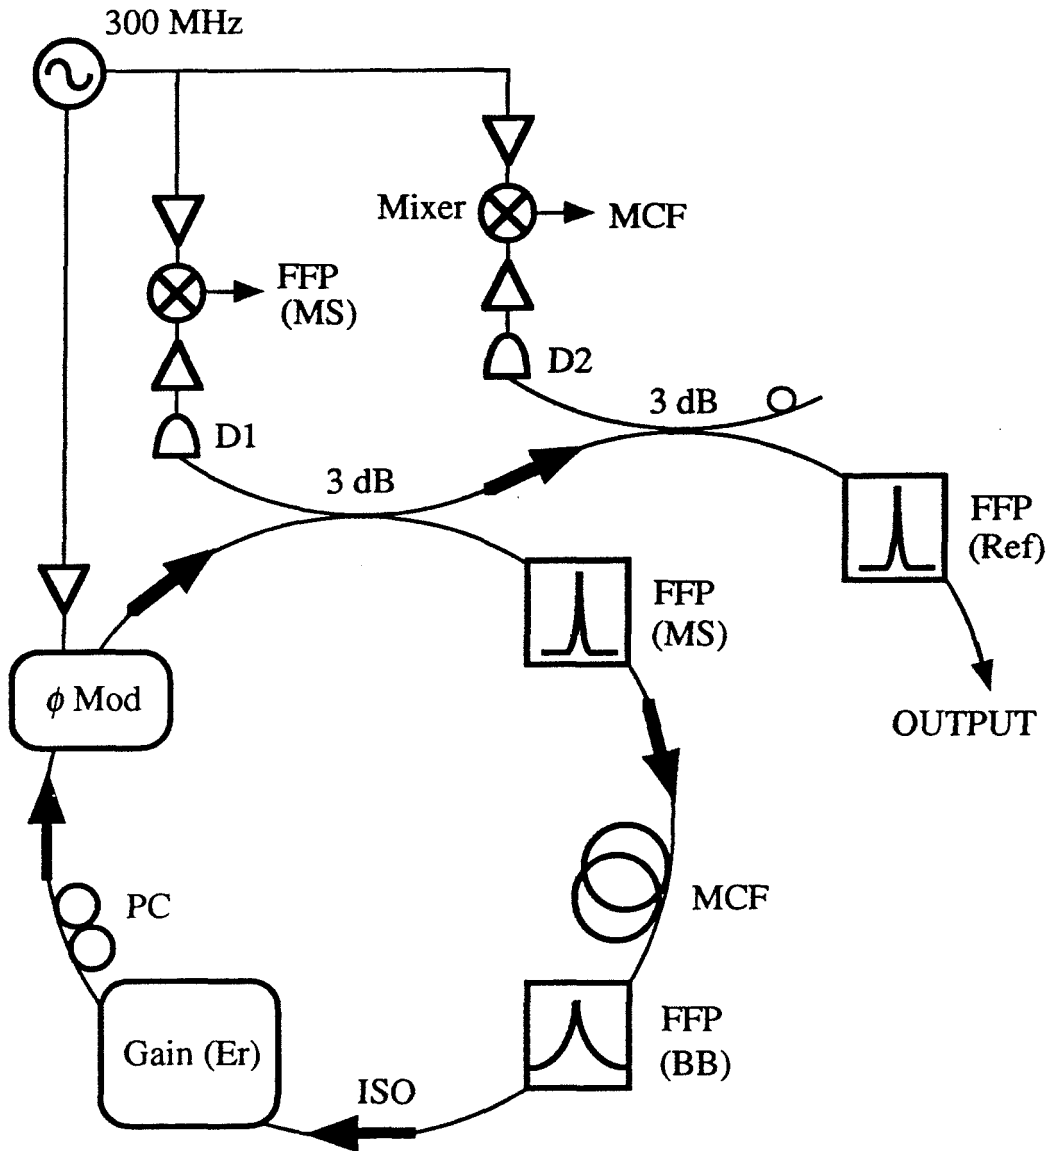 300 MHz
Mixer
MCF
FFP
(MS)
D2
3 dB
D1
3 dB
FFP
(Ref)
FFP
(MS)
ϕ Mod
OUTPUT
PC
MCF
FFP
(BB)
Gain (Er)
ISO